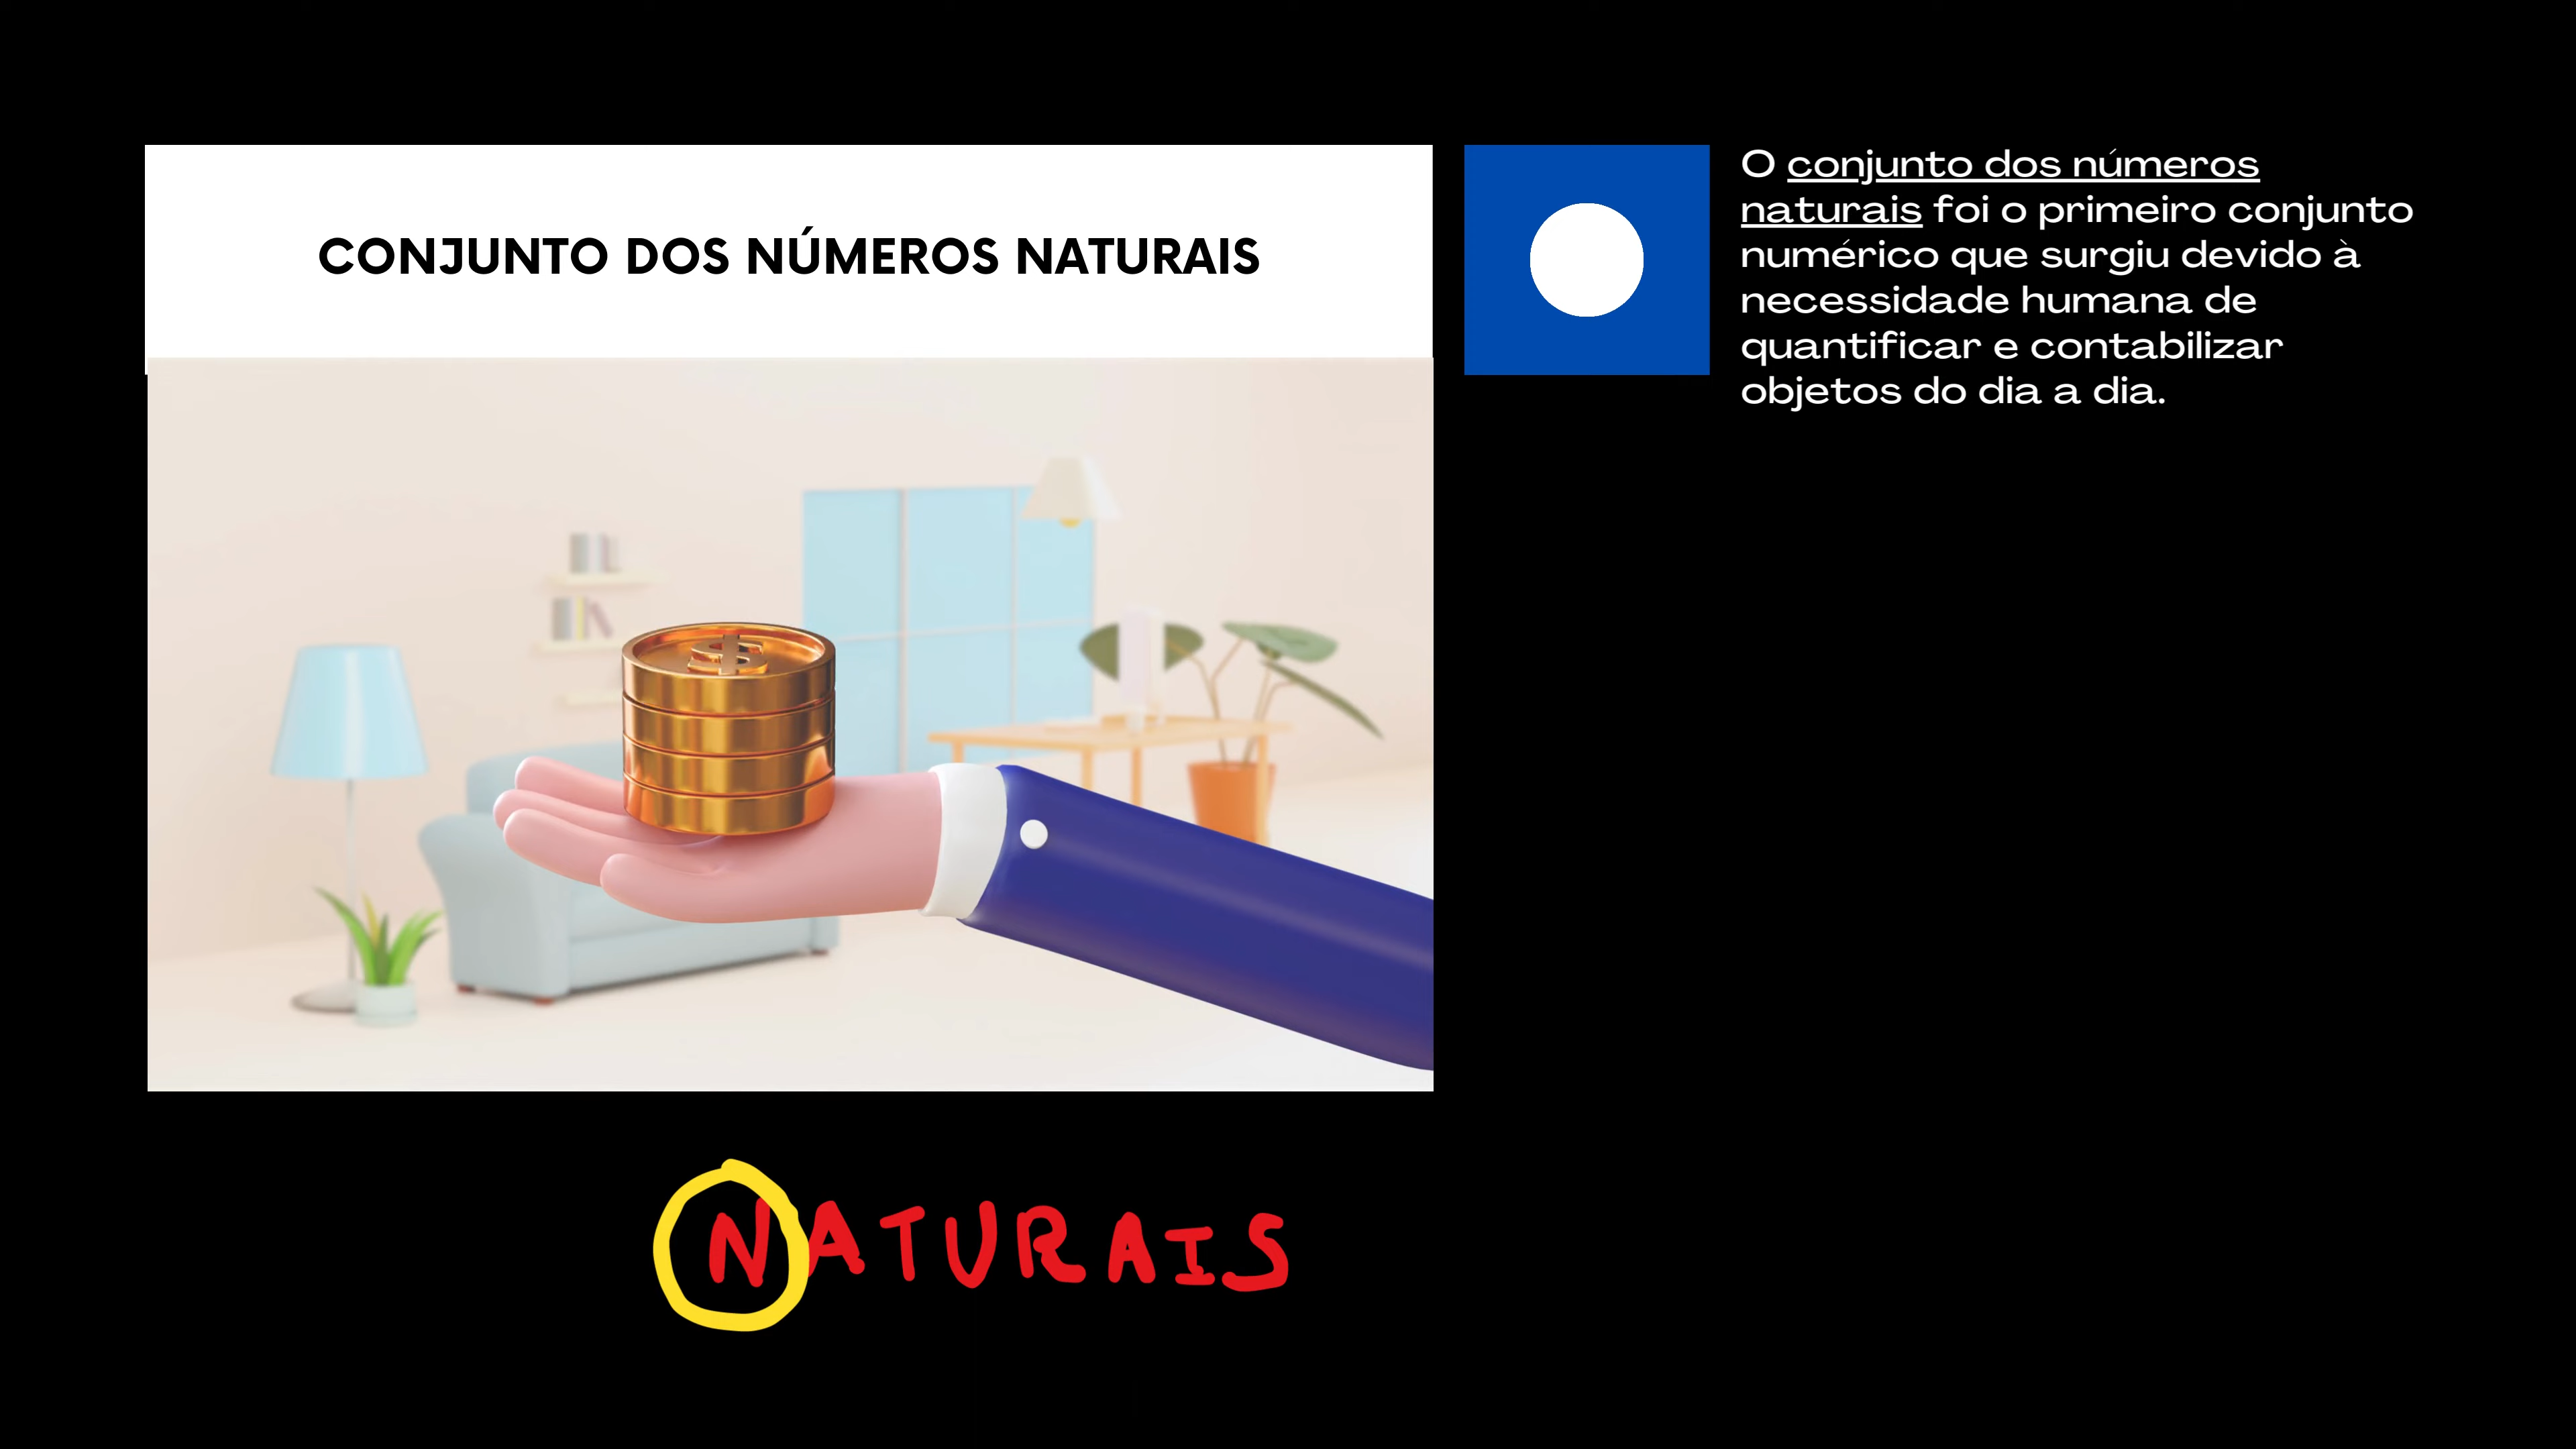 CONJUNTO DOS NÚMEROS NATURAIS
O conjunto dos números
naturais foi o primeiro conjunto
numérico que surgiu devido à
necessidade humana de
quantificar e contabilizar
objetos do dia a dia.
$
NATURAIS